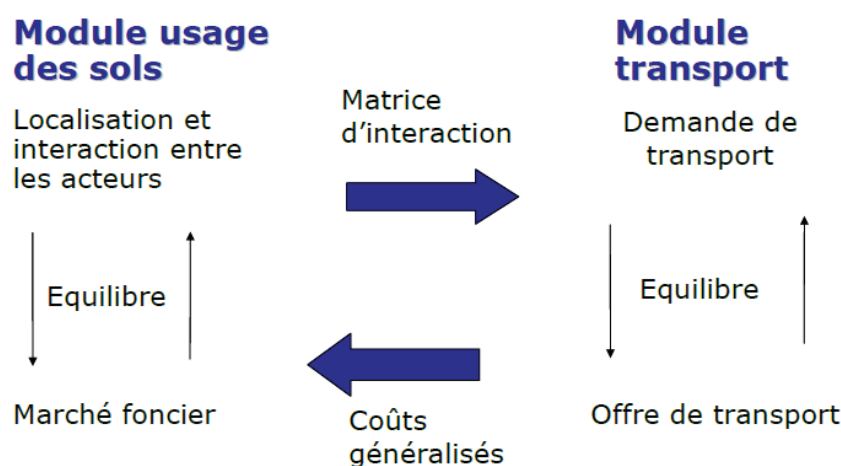 Module usage
des sols
Localisation et
interaction entre
les acteurs
Equilibre
Marché foncier
Matrice
d’interaction
Coûts
généralisés
Module
transport
Demande de
transport
Equilibre
Offre de transport